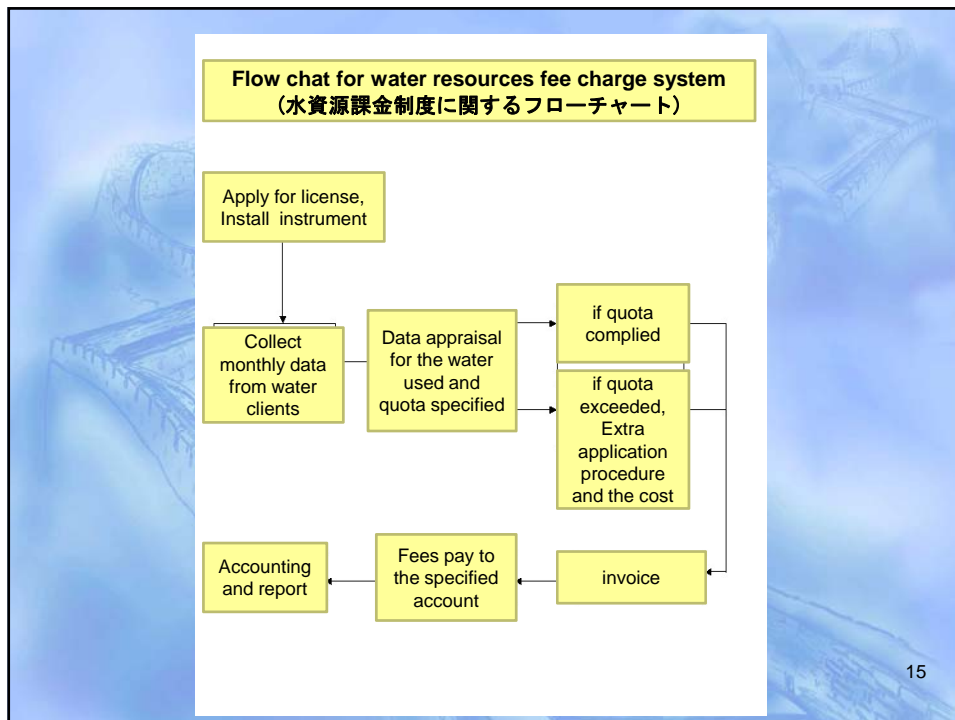 Flow chat for water resources fee charge system
(水資源課金制度に関するフローチャート)
Apply for license,
Install instrument
Collect
monthly data
from water
clients
Data appraisal
for the water
used and
quota specified
if quota
complied
if quota
exceeded,
Extra
application
procedure
and the cost
Accounting
and report
Fees pay to
the specified
account
invoice
15